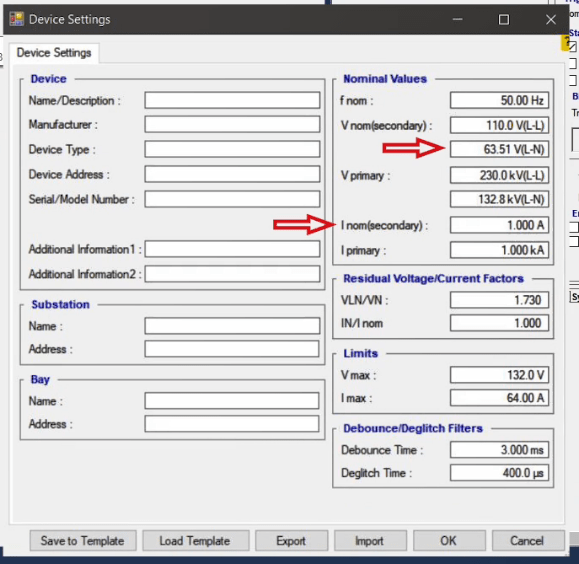 Device Settings
Device Settings
Device
Name/Description :
Manufacturer :
Device Type :
Device Address :
Serial/Model Number :
Additional Information1 :
Additional Information2 :
Substation
Name :
Address :
Bay
Name :
Address :
Nominal Values
f nom : 50.00 Hz
V nom(secondary) : 110.0 V(L-L)
63.51 V(L-N)
V primary : 230.0 kV(L-L)
132.8 kV(L-N)
I nom(secondary) : 1.000 A
I primary : 1.000 kA
Residual Voltage/Current Factors
VLN/VN : 1.730
IN/I nom 1.000
Limits
V max : 132.0 V
I max : 64.00 A
Debounce/Deglitch Filters
Debounce Time : 3.000 ms
Deglitch Time : 400.0 µs
Save to Template Load Template Export Import OK Cancel